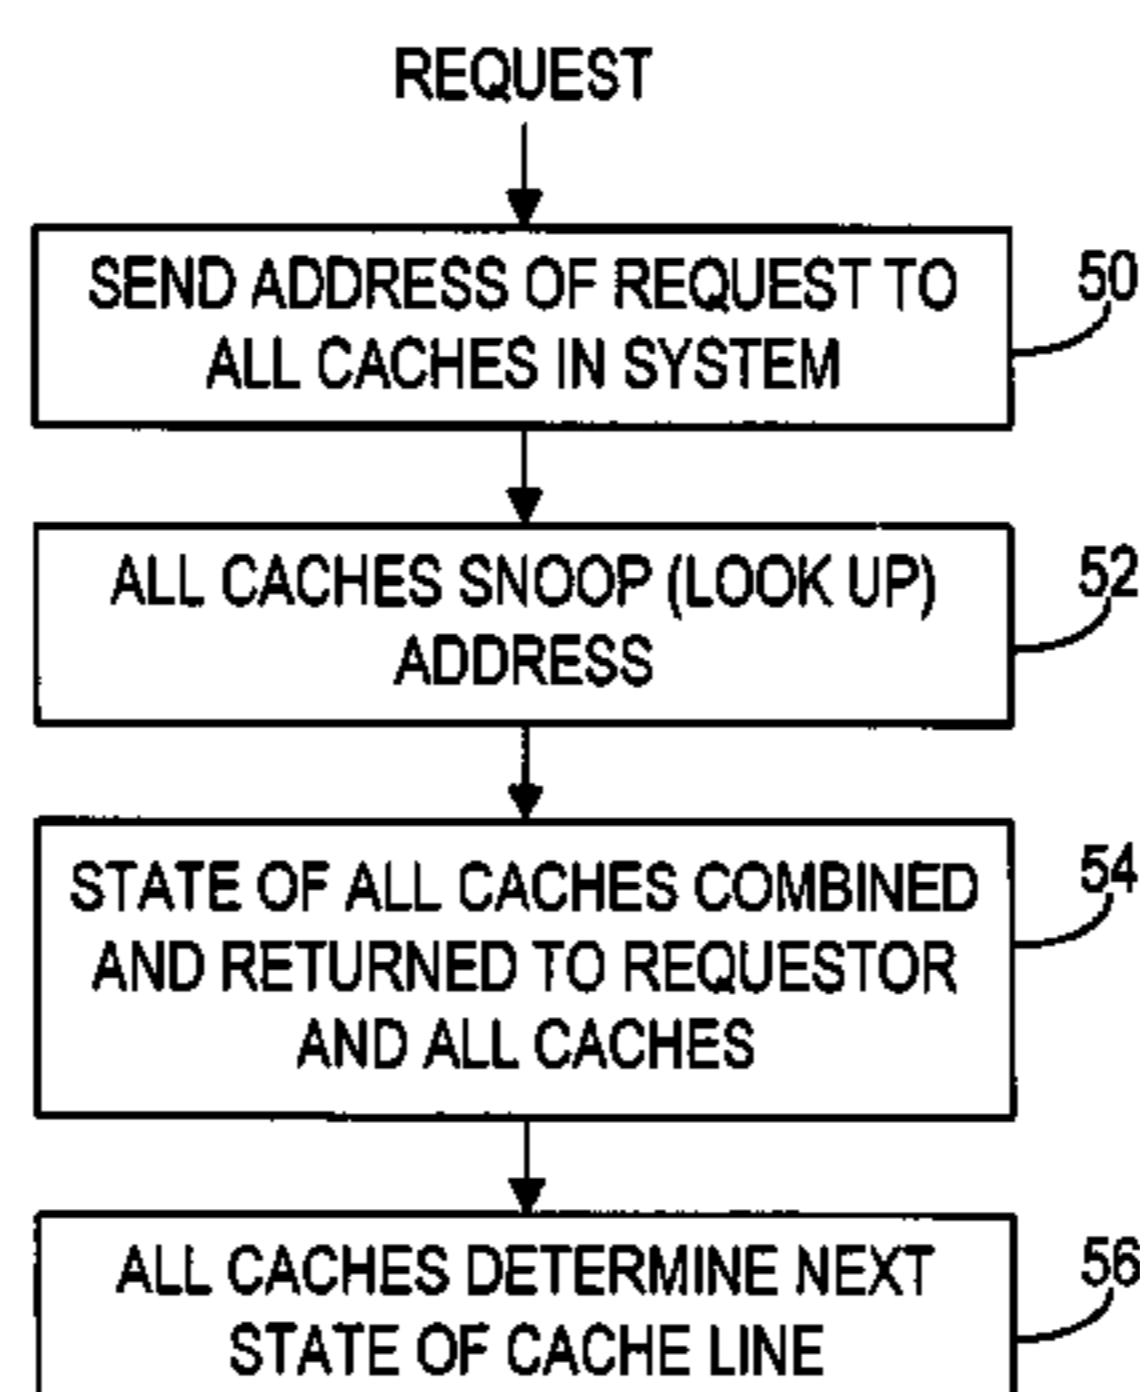 REQUEST
SEND ADDRESS OF REQUEST TO
ALL CACHES IN SYSTEM
50
ALL CACHES SNOOP (LOOK UP)
ADDRESS
52
STATE OF ALL CACHES COMBINED
AND RETURNED TO REQUESTOR
AND ALL CACHES
54
ALL CACHES DETERMINE NEXT
STATE OF CACHE LINE
56